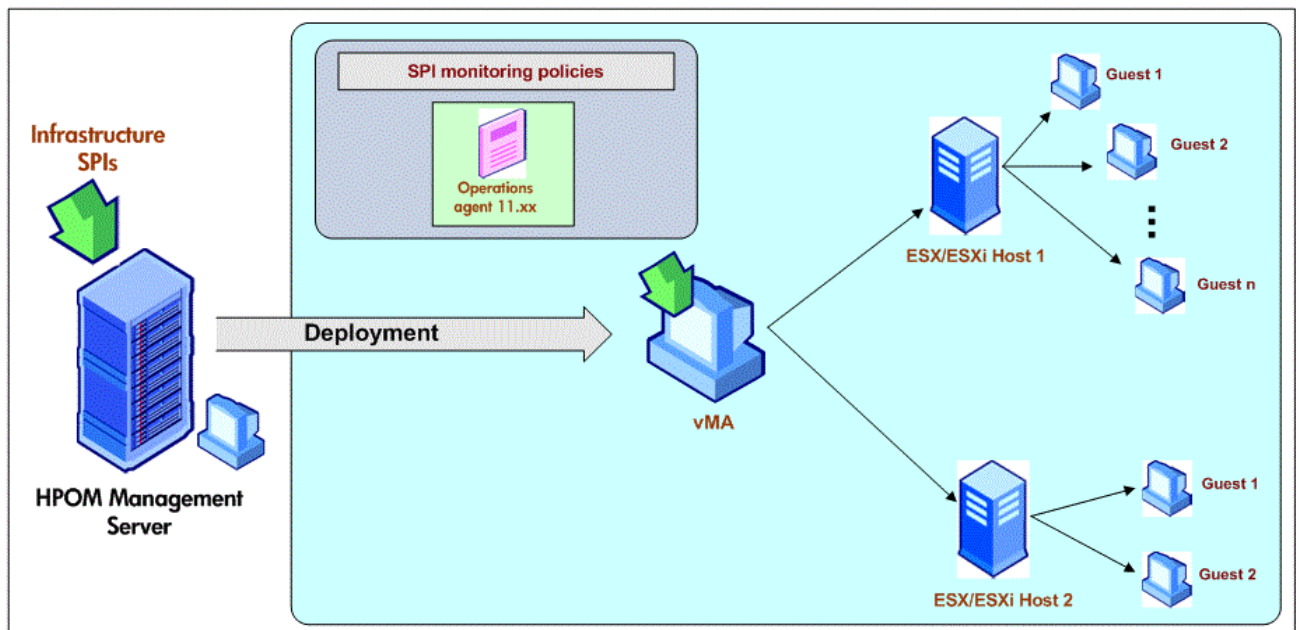 SPI monitoring policies
Operations
agent 11.xx
Infrastructure
SPIs
Deployment
HPOM Management
Server
vMA
ESX/ESXi Host 1
Guest 1
Guest 2
Guest n
ESX/ESXi Host 2
Guest 1
Guest 2